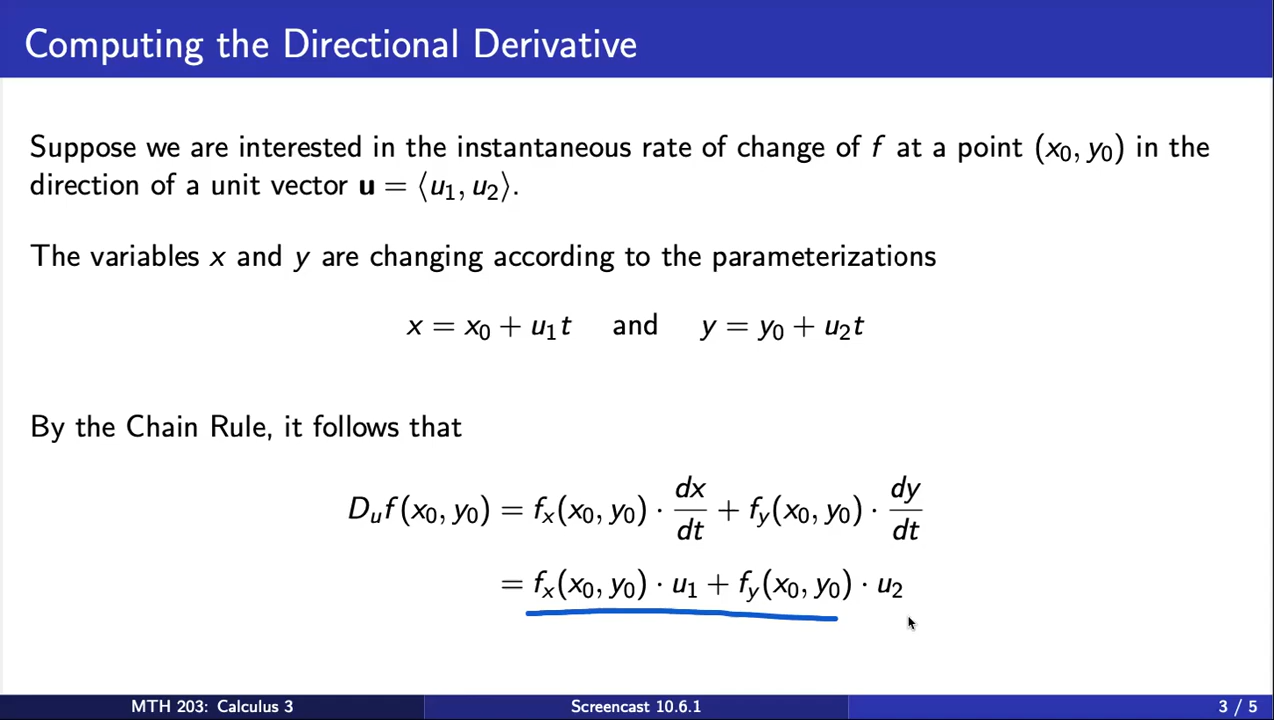 Computing the Directional Derivative
Suppose we are interested in the instantaneous rate of change of f at a point (x₀, y₀) in the
direction of a unit vector u = ⟨u₁, u₂⟩.
The variables x and y are changing according to the parameterizations
x = x₀ + u₁t and y = y₀ + u₂t
By the Chain Rule, it follows that
Dᵤf(x₀, y₀) = fₓ(x₀, y₀) · dx/dt + f_y(x₀, y₀) · dy/dt
= fₓ(x₀, y₀) · u₁ + f_y(x₀, y₀) · u₂
MTH 203: Calculus 3 Screencast 10.6.1 3 / 5